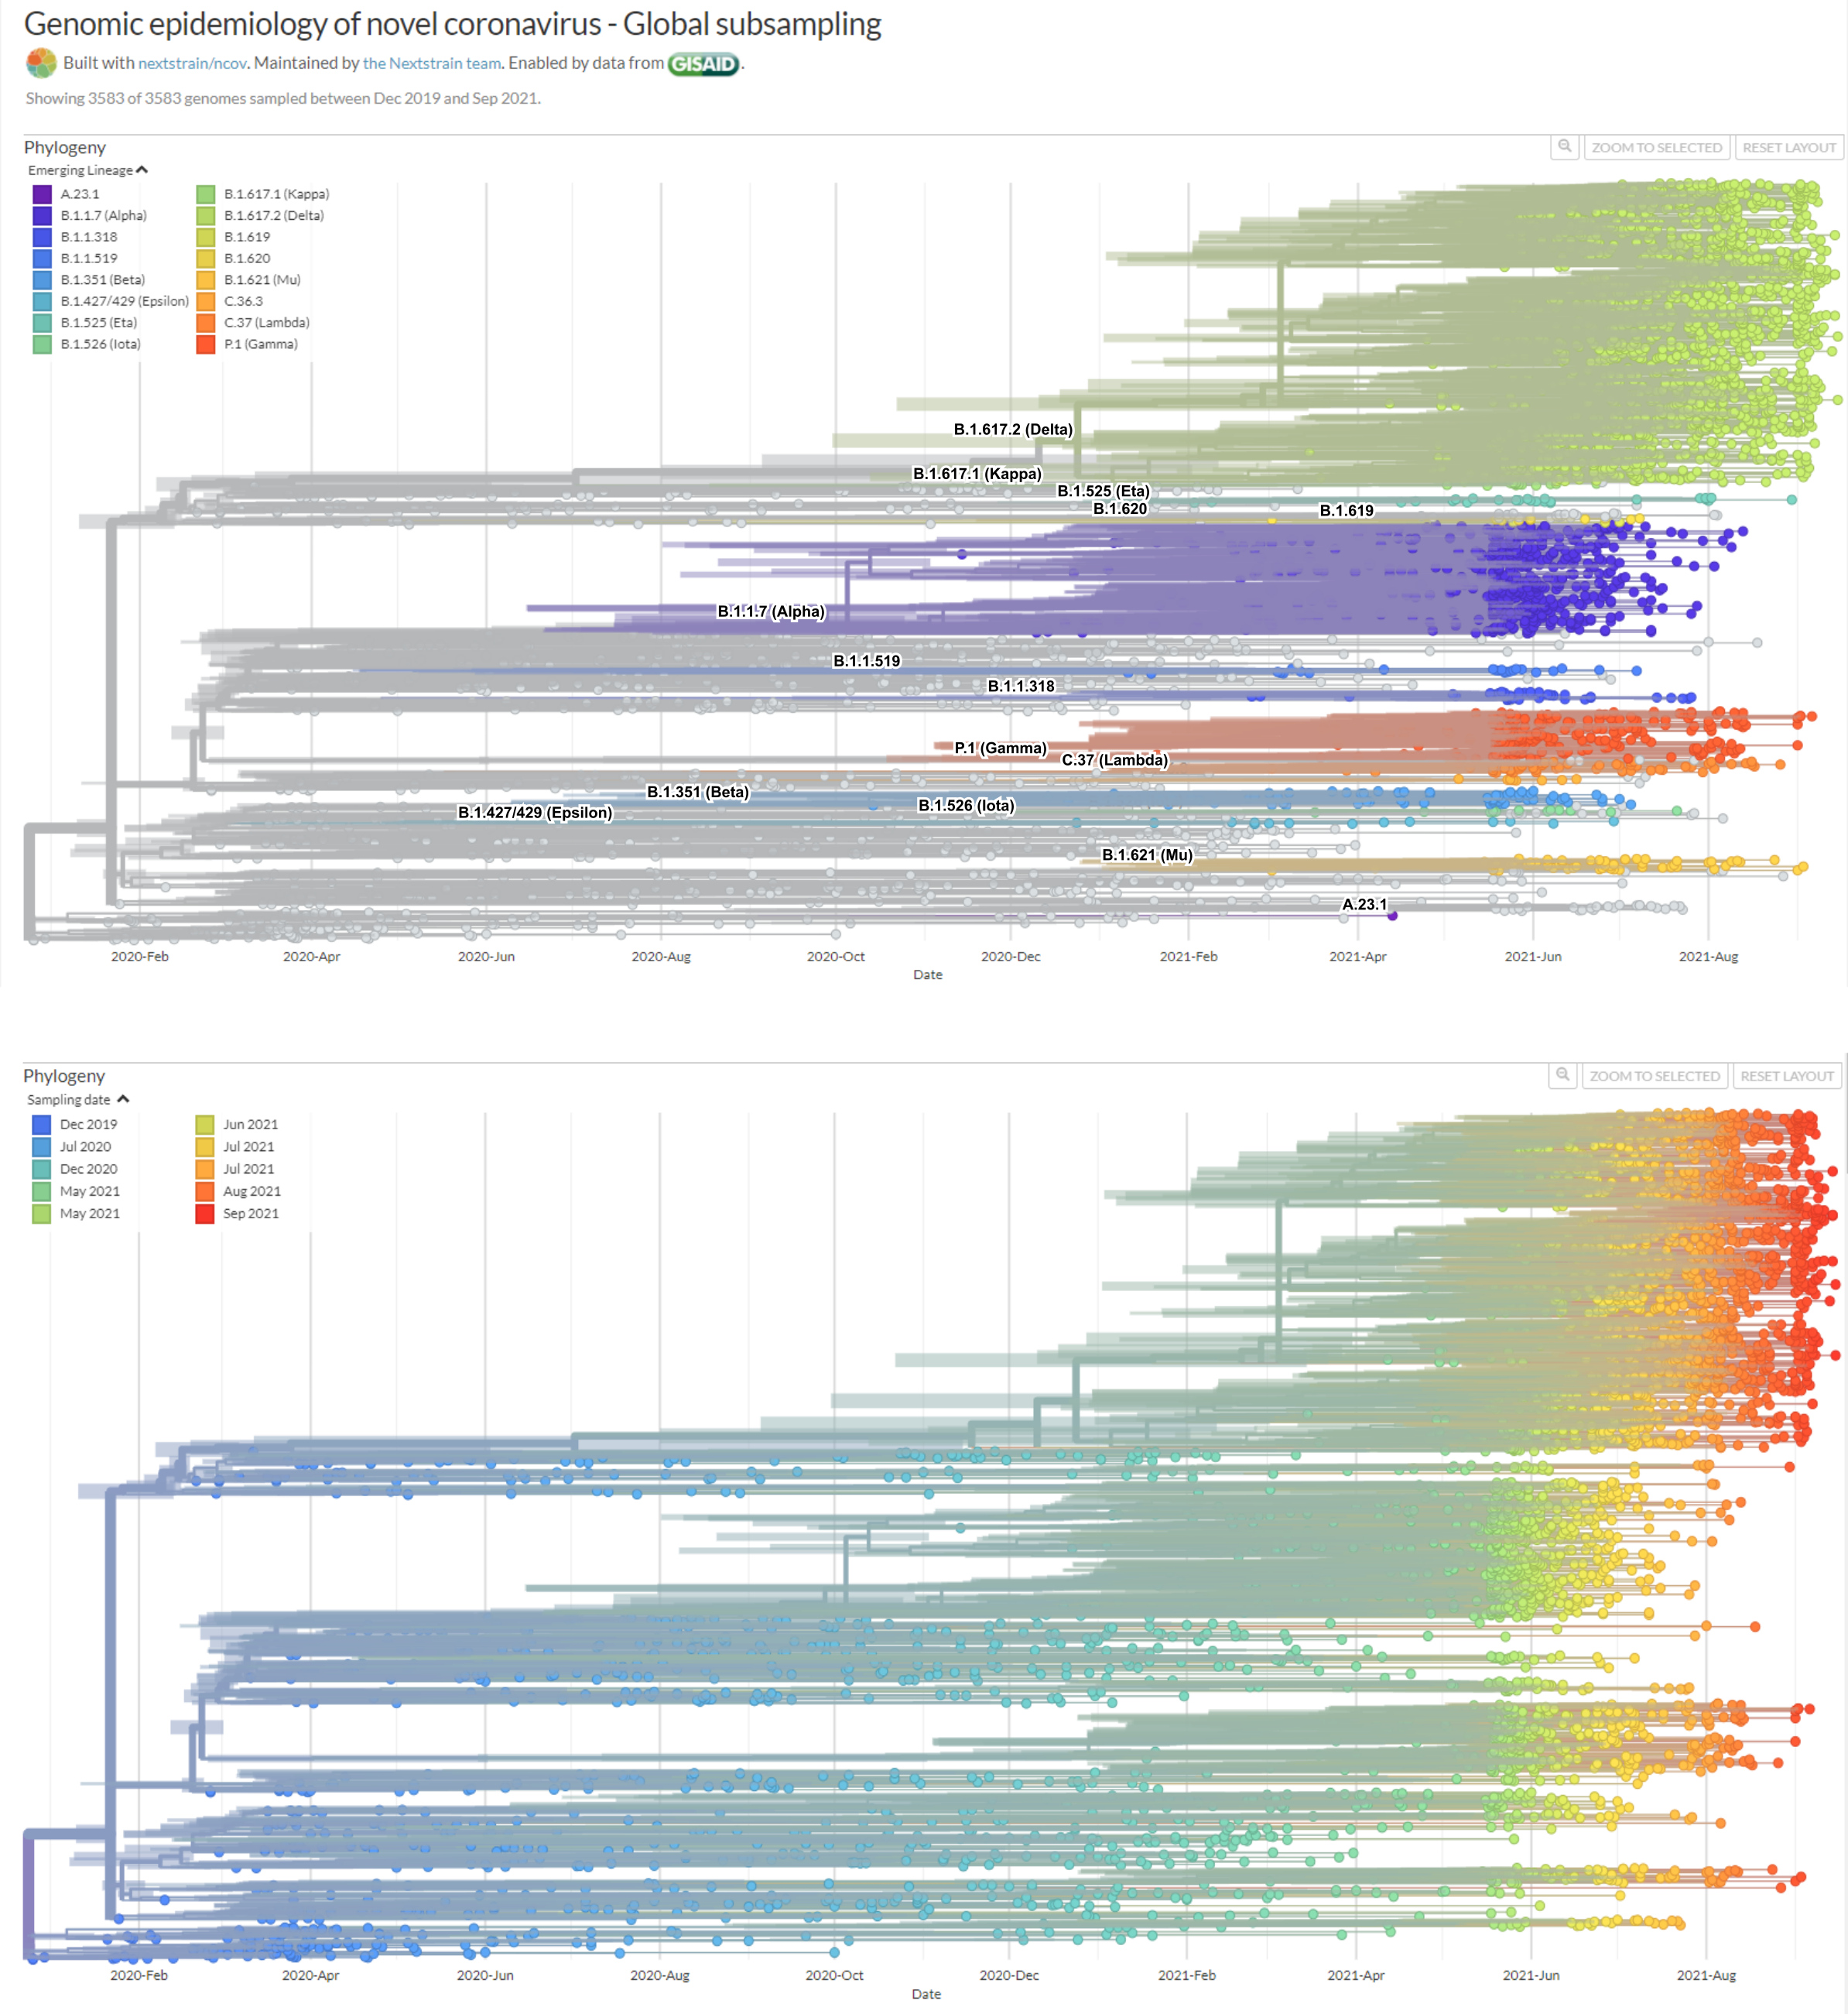 Genomic epidemiology of novel coronavirus - Global subsampling
Built with nextstrain/ncov. Maintained by the Nextstrain team. Enabled by data from GISAID.
Showing 3583 of 3583 genomes sampled between Dec 2019 and Sep 2021.
Phylogeny
ZOOM TO SELECTED
RESET LAYOUT
Emerging Lineage
A.23.1
B.1.1.7 (Alpha)
B.1.1.318
B.1.1.519
B.1.351 (Beta)
B.1.427/429 (Epsilon)
B.1.525 (Eta)
B.1.526 (Iota)
B.1.617.1 (Kappa)
B.1.617.2 (Delta)
B.1.619
B.1.620
B.1.621 (Mu)
C.36.3
C.37 (Lambda)
P.1 (Gamma)
B.1.617.2 (Delta)
B.1.617.1 (Kappa)
B.1.525 (Eta)
B.1.620
B.1.619
B.1.1.7 (Alpha)
B.1.1.519
B.1.1.318
P.1 (Gamma)
C.37 (Lambda)
B.1.351 (Beta)
B.1.526 (Iota)
B.1.427/429 (Epsilon)
B.1.621 (Mu)
A.23.1
2020-Feb 2020-Apr 2020-Jun 2020-Aug 2020-Oct 2020-Dec 2021-Feb 2021-Apr 2021-Jun 2021-Aug
Date
Phylogeny
ZOOM TO SELECTED
RESET LAYOUT
Sampling date
Dec 2019
Jul 2020
Dec 2020
May 2021
May 2021
Jun 2021
Jul 2021
Jul 2021
Aug 2021
Sep 2021
2020-Feb 2020-Apr 2020-Jun 2020-Aug 2020-Oct 2020-Dec 2021-Feb 2021-Apr 2021-Jun 2021-Aug
Date